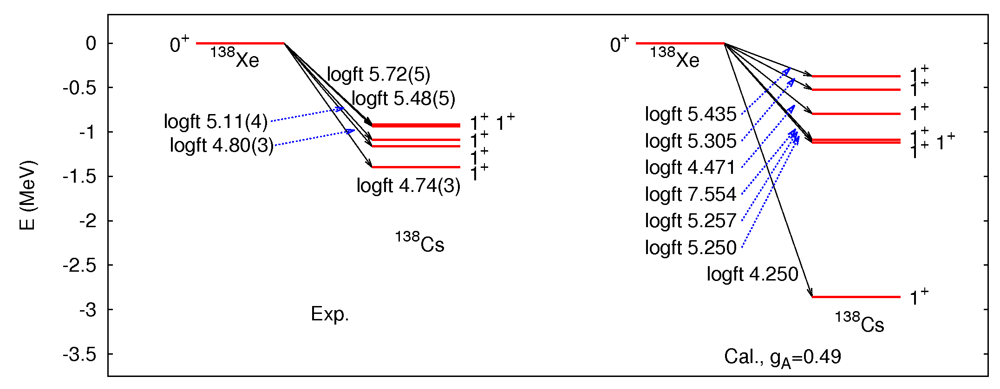 E (MeV)
0
-0.5
-1
-1.5
-2
-2.5
-3
-3.5
0⁺
¹³⁸Xe
logft 5.72(5)
logft 5.48(5)
logft 5.11(4)
logft 4.80(3)
1⁺ 1⁺
1⁺
1⁺
1⁺
logft 4.74(3)
¹³⁸Cs
Exp.
0⁺
¹³⁸Xe
1⁺
1⁺
1⁺
1⁺
1⁺ 1⁺
logft 5.435
logft 5.305
logft 4.471
logft 7.554
logft 5.257
logft 5.250
logft 4.250
1⁺
¹³⁸Cs
Cal., g_A=0.49